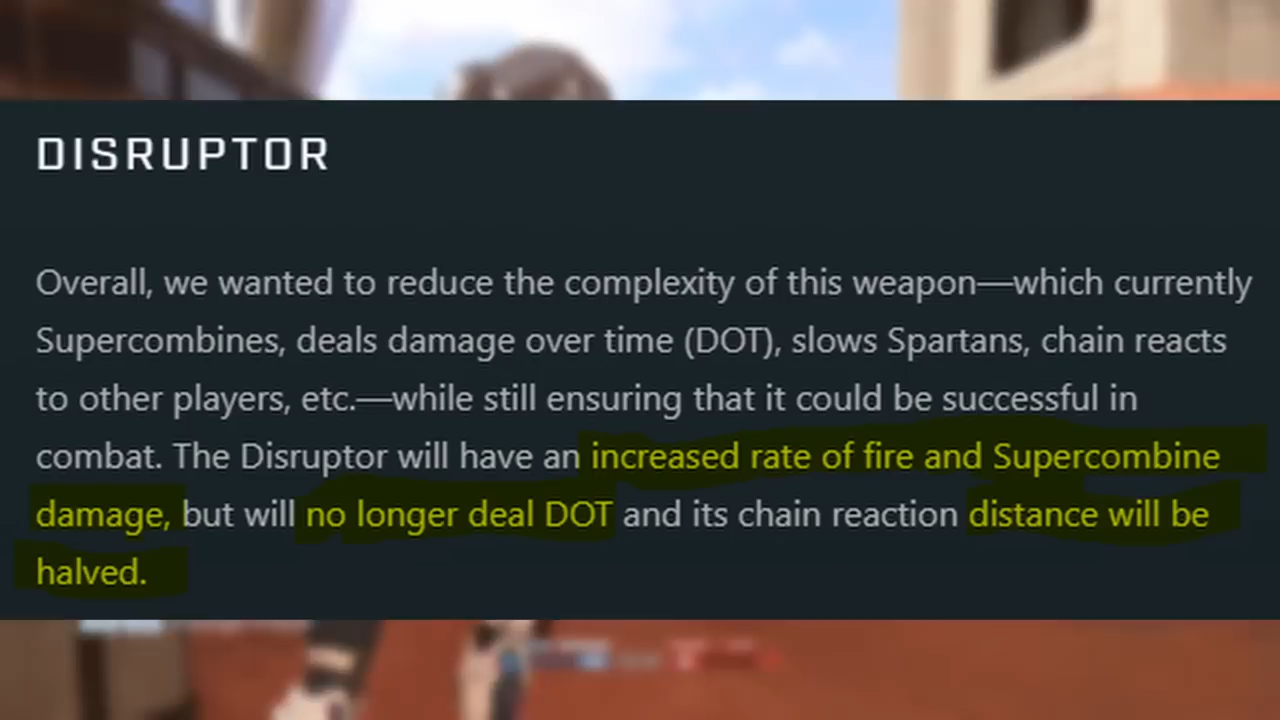 DISRUPTOR
Overall, we wanted to reduce the complexity of this weapon—which currently
Supercombines, deals damage over time (DOT), slows Spartans, chain reacts
to other players, etc.—while still ensuring that it could be successful in
combat. The Disruptor will have an increased rate of fire and Supercombine
damage, but will no longer deal DOT and its chain reaction distance will be
halved.